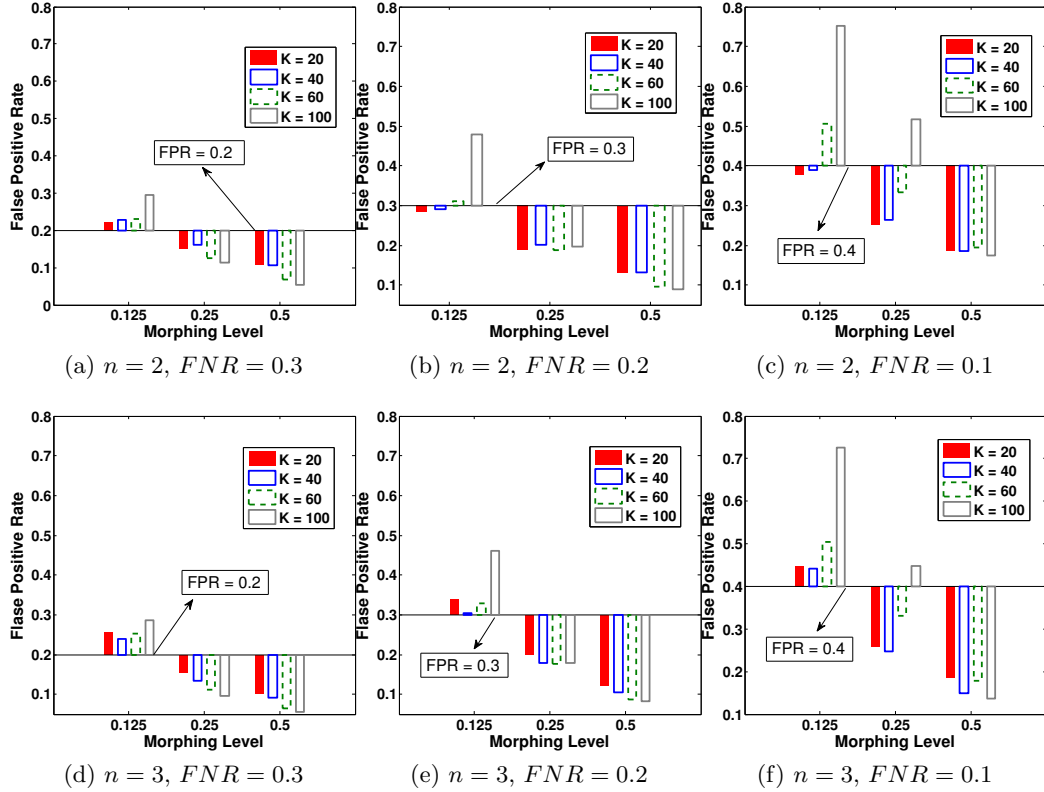 0.8
0.7
0.6
0.5
0.4
0.3
0.2
0.1
0
False Positive Rate
K = 20
K = 40
K = 60
K = 100
FPR = 0.2
0.125 0.25 0.5
Morphing Level
(a) n = 2, FNR = 0.3
0.8
0.7
0.6
0.5
0.4
0.3
0.2
0.1
False Positive Rate
K = 20
K = 40
K = 60
K = 100
FPR = 0.3
0.125 0.25 0.5
Morphing Level
(b) n = 2, FNR = 0.2
0.8
0.7
0.6
0.5
0.4
0.3
0.2
0.1
False Positive Rate
K = 20
K = 40
K = 60
K = 100
FPR = 0.4
0.125 0.25 0.5
Morphing Level
(c) n = 2, FNR = 0.1
0.8
0.7
0.6
0.5
0.4
0.3
0.2
0.1
Flase Positive Rate
K = 20
K = 40
K = 60
K = 100
FPR = 0.2
0.125 0.25 0.5
Morphing Level
(d) n = 3, FNR = 0.3
0.8
0.7
0.6
0.5
0.4
0.3
0.2
0.1
Flase Positive Rate
K = 20
K = 40
K = 60
K = 100
FPR = 0.3
0.125 0.25 0.5
Morphing Level
(e) n = 3, FNR = 0.2
0.8
0.7
0.6
0.5
0.4
0.3
0.2
0.1
False Positive Rate
K = 20
K = 40
K = 60
K = 100
FPR = 0.4
0.125 0.25 0.5
Morphing Level
(f) n = 3, FNR = 0.1